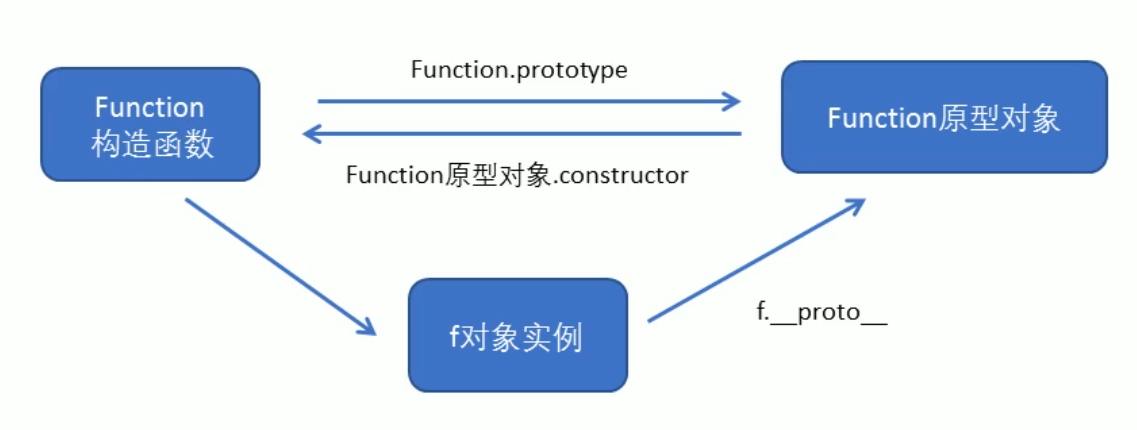 Function.prototype
Function
构造函数
Function原型对象
Function原型对象.constructor
f对象实例
f.__proto__